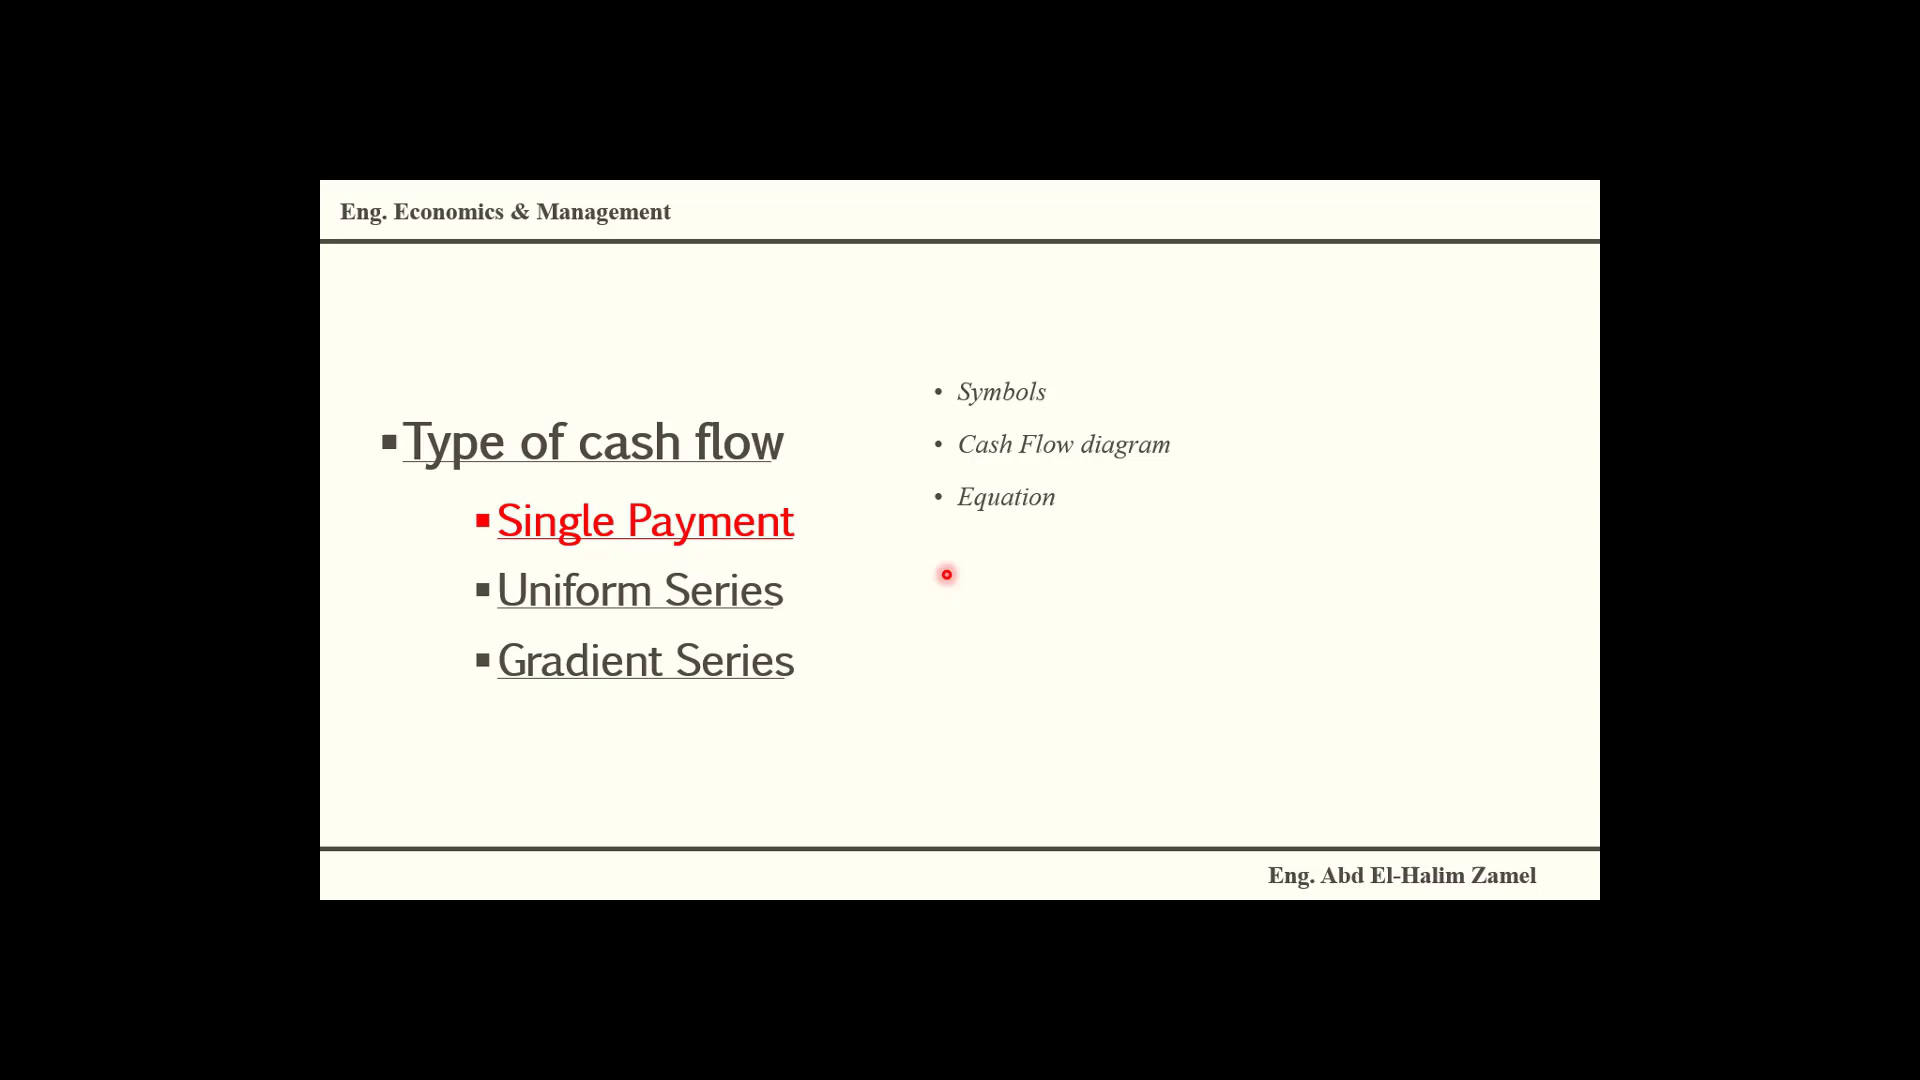 Eng. Economics & Management
▪Type of cash flow
▪Single Payment
▪Uniform Series
▪Gradient Series
• Symbols
• Cash Flow diagram
• Equation
Eng. Abd El-Halim Zamel